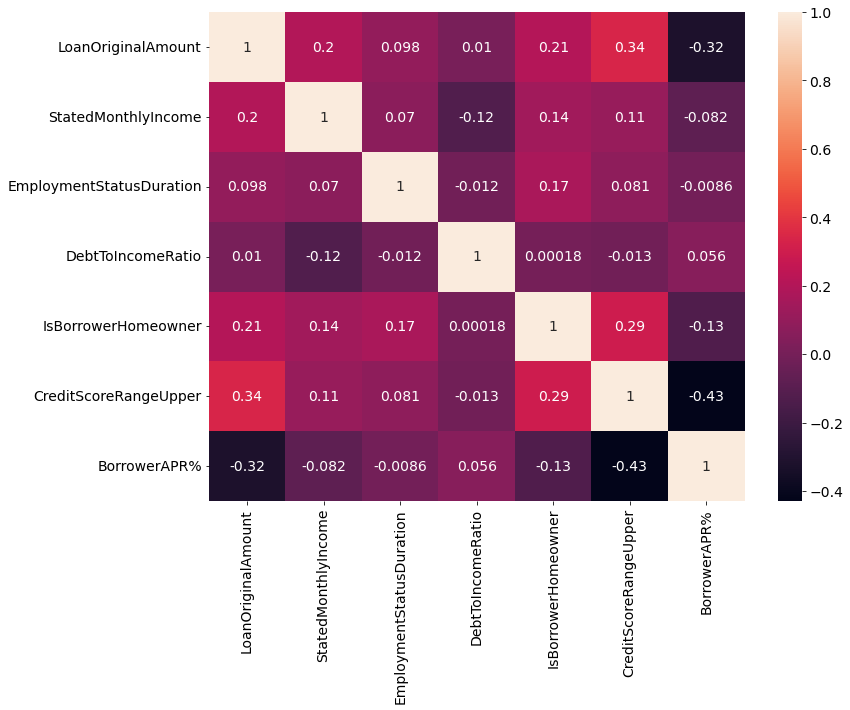 LoanOriginalAmount 1 0.2 0.098 0.01 0.21 0.34 -0.32
StatedMonthlyIncome 0.2 1 0.07 -0.12 0.14 0.11 -0.082
EmploymentStatusDuration 0.098 0.07 1 -0.012 0.17 0.081 -0.0086
DebtToIncomeRatio 0.01 -0.12 -0.012 1 0.00018 -0.013 0.056
IsBorrowerHomeowner 0.21 0.14 0.17 0.00018 1 0.29 -0.13
CreditScoreRangeUpper 0.34 0.11 0.081 -0.013 0.29 1 -0.43
BorrowerAPR% -0.32 -0.082 -0.0086 0.056 -0.13 -0.43 1
LoanOriginalAmount
StatedMonthlyIncome
EmploymentStatusDuration
DebtToIncomeRatio
IsBorrowerHomeowner
CreditScoreRangeUpper
BorrowerAPR%
1.0
0.8
0.6
0.4
0.2
0.0
−0.2
−0.4